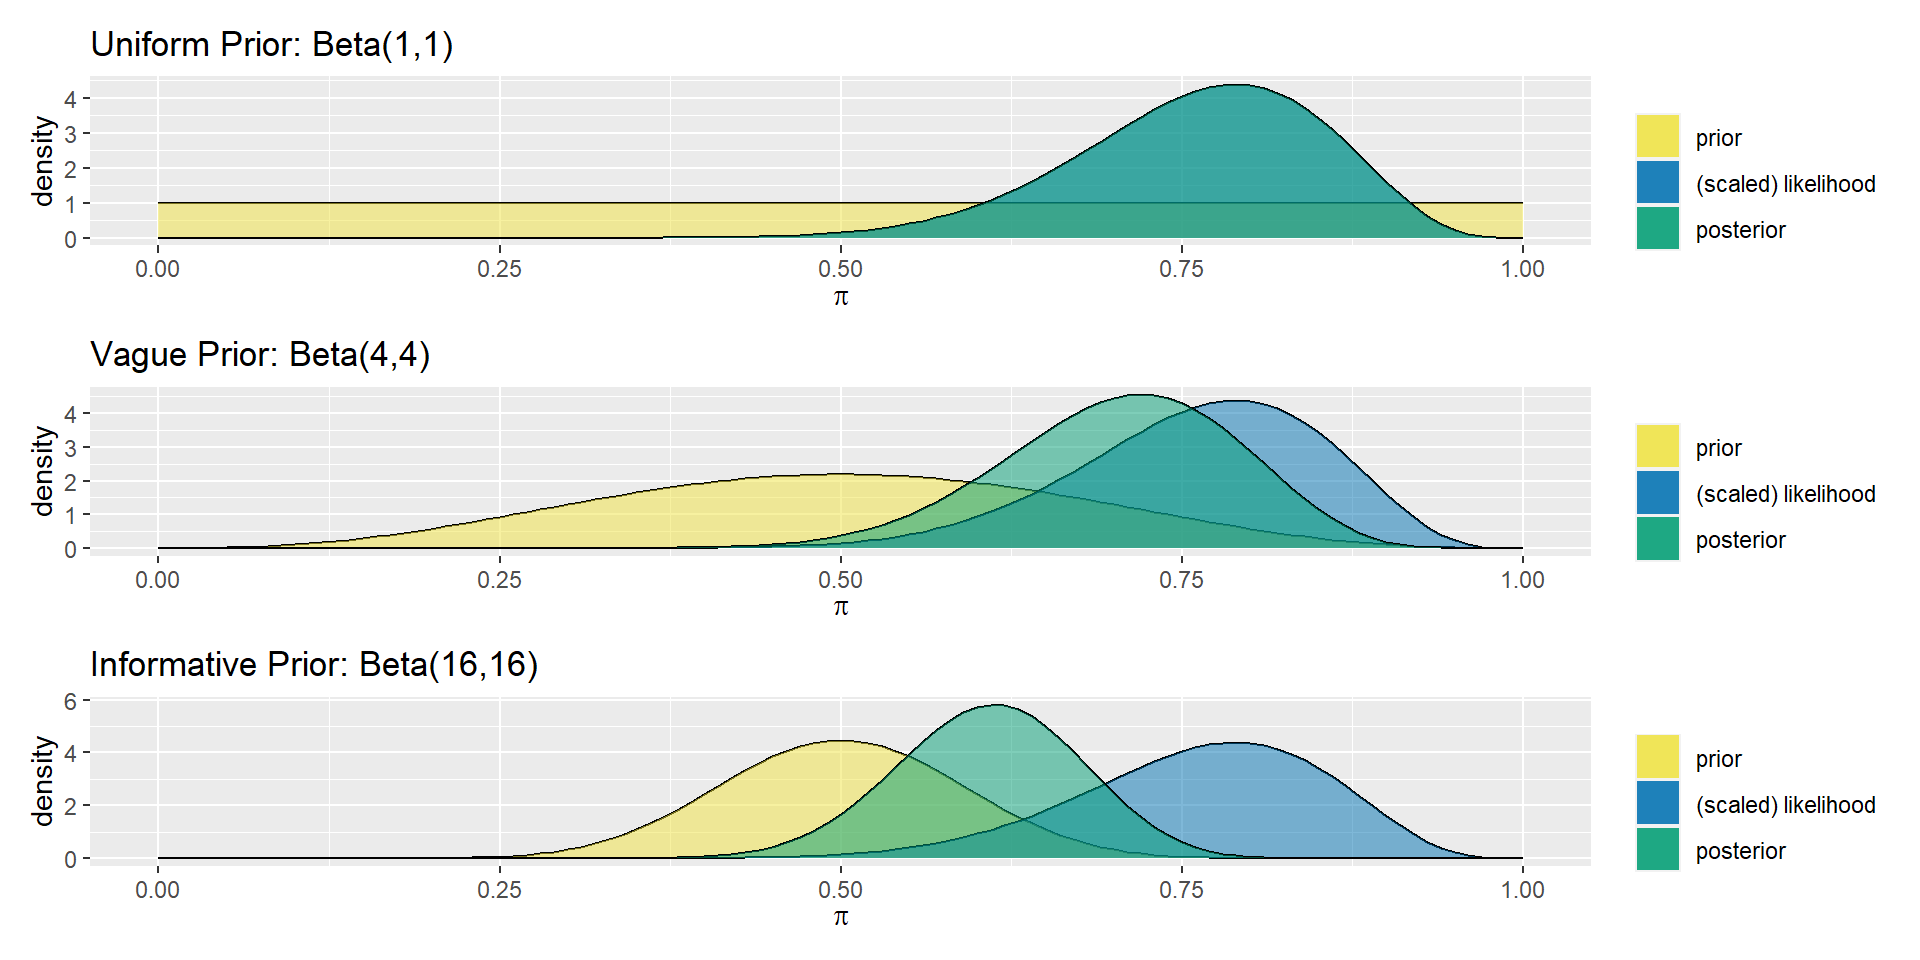 Uniform Prior: Beta(1,1)
density
4
3
2
1
0
0.00 0.25 0.50 0.75 1.00
π
prior
(scaled) likelihood
posterior
Vague Prior: Beta(4,4)
density
4
3
2
1
0
0.00 0.25 0.50 0.75 1.00
π
prior
(scaled) likelihood
posterior
Informative Prior: Beta(16,16)
density
6
4
2
0
0.00 0.25 0.50 0.75 1.00
π
prior
(scaled) likelihood
posterior